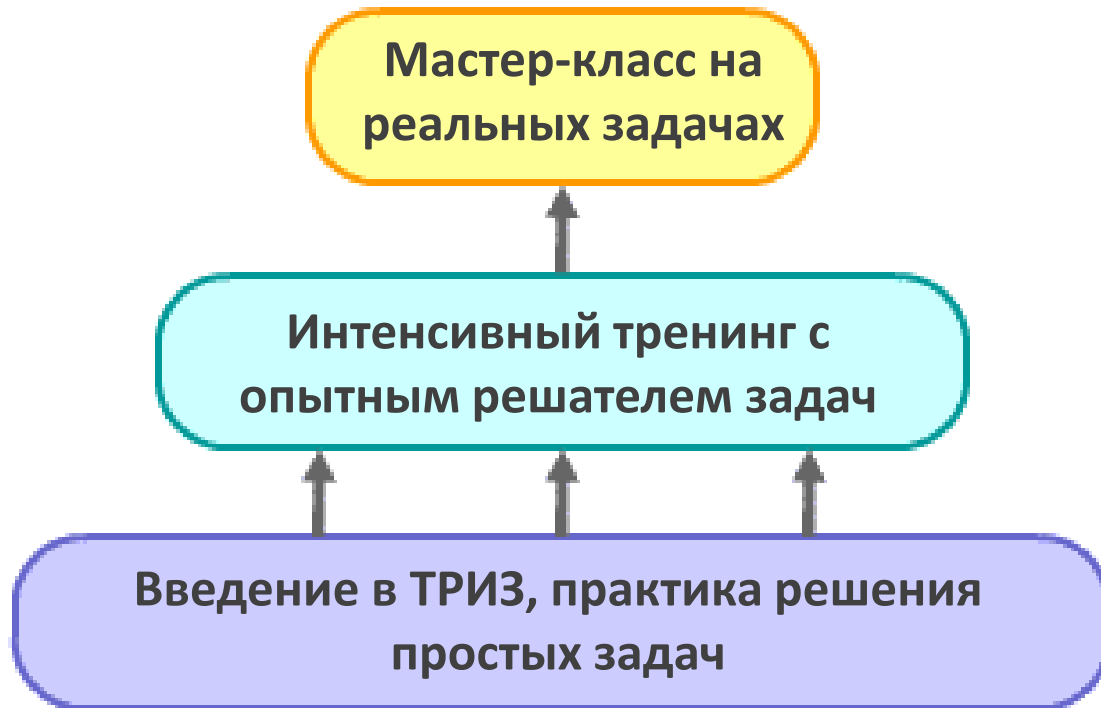 Мастер-класс на
реальных задачах
Интенсивный тренинг с
опытным решателем задач
Введение в ТРИЗ, практика решения
простых задач